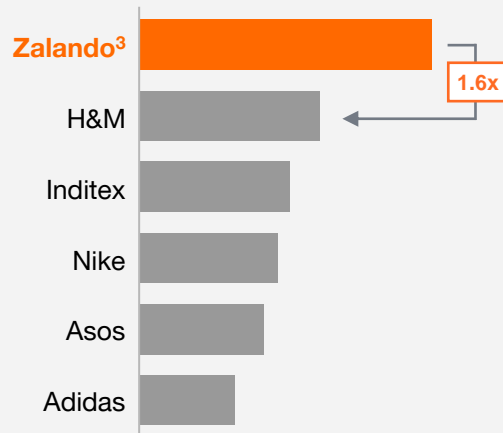 Zalando³
1.6x
H&M
Inditex
Nike
Asos
Adidas